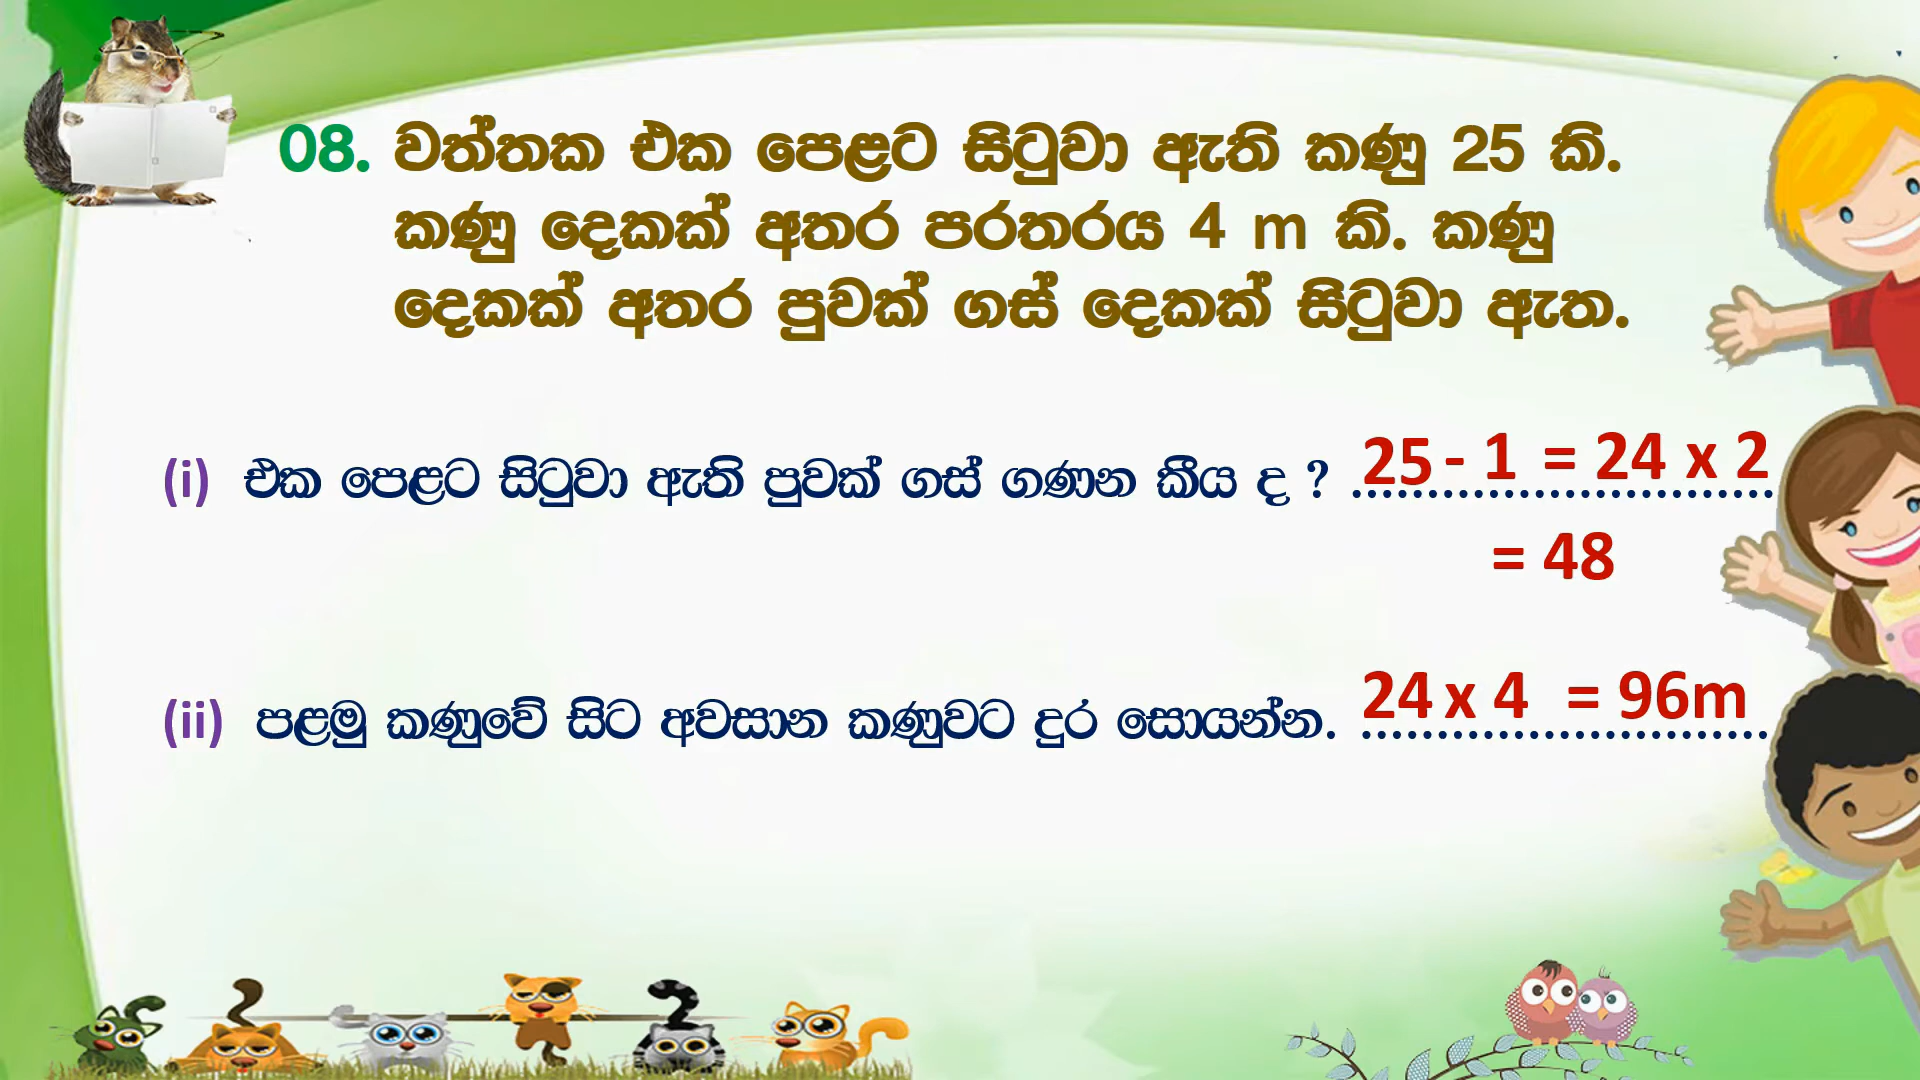 08. වත්තක එක පෙළට සිටුවා ඇති කණු 25 කි.
කණු දෙකක් අතර පරතරය 4 m කි. කණු
දෙකක් අතර පුවක් ගස් දෙකක් සිටුවා ඇත.
(i) එක පෙළට සිටුවා ඇති පුවක් ගස් ගණන කීය ද ? 25 - 1 = 24 x 2
= 48
(ii) පළමු කණුවේ සිට අවසාන කණුවට දුර සොයන්න. 24 x 4 = 96m